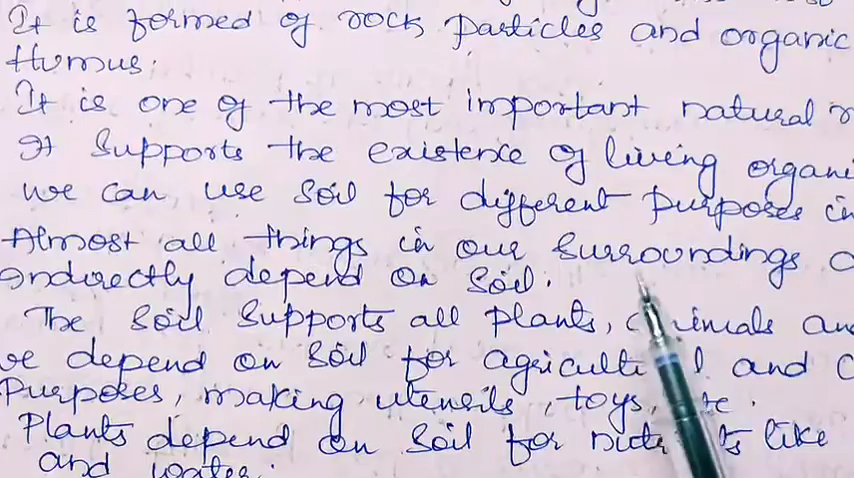 It is formed of rock particles and organic
Humus.
It is one of the most important natural
It supports the existence of living
we can use soil for different purposes in
Almost all things in our surroundings
indirectly depend on soil.
The soil supports all plants,
depend on soil for and
Purposes, making utensils, toys,
Plants depend on soil for like
and water.